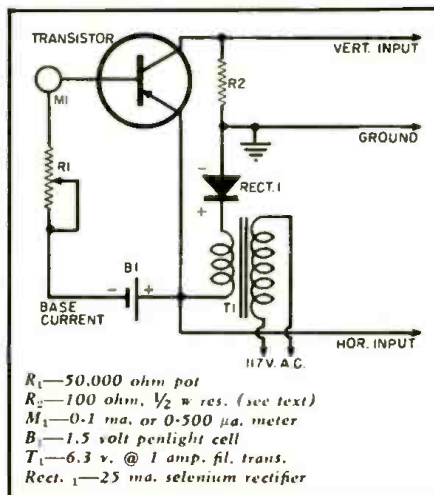 TRANSISTOR
VERT. INPUT
M1
R2
GROUND
R1
-
RECT. 1
+
B1
- +
T1
BASE
CURRENT
117V. A.C.
HOR. INPUT
R₁—50,000 ohm pot
R₂—100 ohm, ½ w res. (see text)
M₁—0-1 ma. or 0-500 μa. meter
B₁—1.5 volt penlight cell
T₁—6.3 v. @ 1 amp. fil. trans.
Rect. 1—25 ma. selenium rectifier